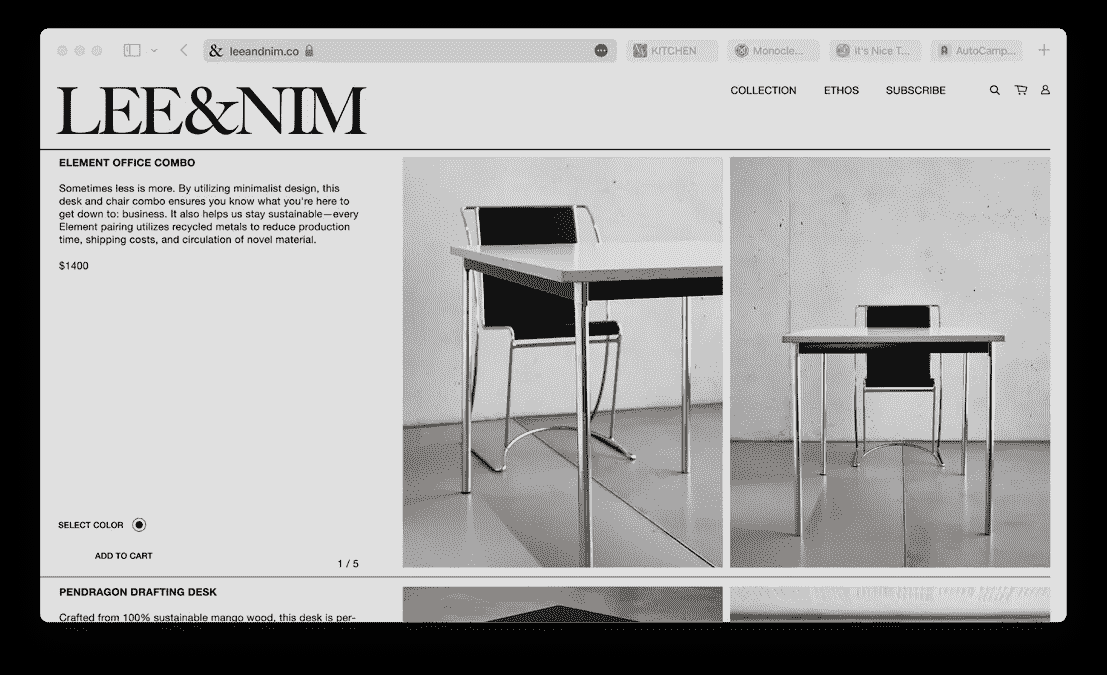 & leeandnim.co
KITCHEN
Monocle...
It's Nice T...
AutoCamp...
LEE&NIM
COLLECTION
ETHOS
SUBSCRIBE
ELEMENT OFFICE COMBO
Sometimes less is more. By utilizing minimalist design, this
desk and chair combo ensures you know what you're here to
get down to: business. It also helps us stay sustainable—every
Element pairing utilizes recycled metals to reduce production
time, shipping costs, and circulation of novel material.
$1400
SELECT COLOR
ADD TO CART
1 / 5
PENDRAGON DRAFTING DESK
Crafted from 100% sustainable mango wood, this desk is per-